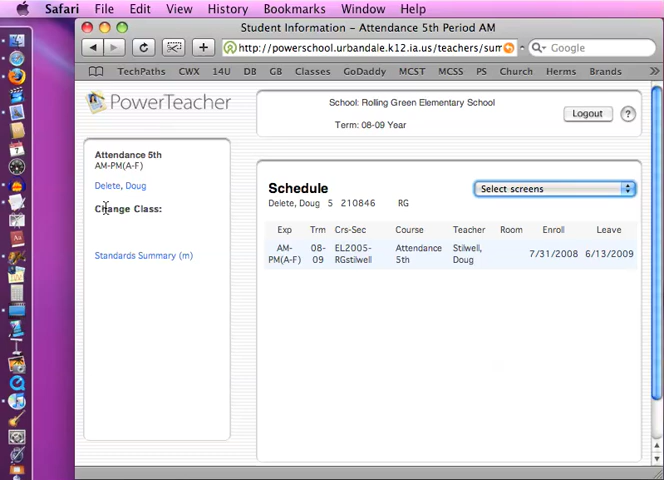 Safari File Edit View History Bookmarks Window Help
Student Information – Attendance 5th Period AM
http://powerschool.urbandale.k12.ia.us/teachers/sum
Google
TechPaths CWX 14U DB GB Classes GoDaddy MCST MCSS PS Church Herms Brands »
PowerTeacher
School: Rolling Green Elementary School
Term: 08-09 Year
Logout ?
Attendance 5th
AM-PM(A-F)
Delete, Doug
Change Class:
Standards Summary (m)
Schedule
Select screens
Delete, Doug 5 210846 RG
Exp Trm Crs-Sec Course Teacher Room Enroll Leave
AM-PM(A-F) 08-09 EL2005-RGstilwell Attendance 5th Stilwell, Doug 7/31/2008 6/13/2009